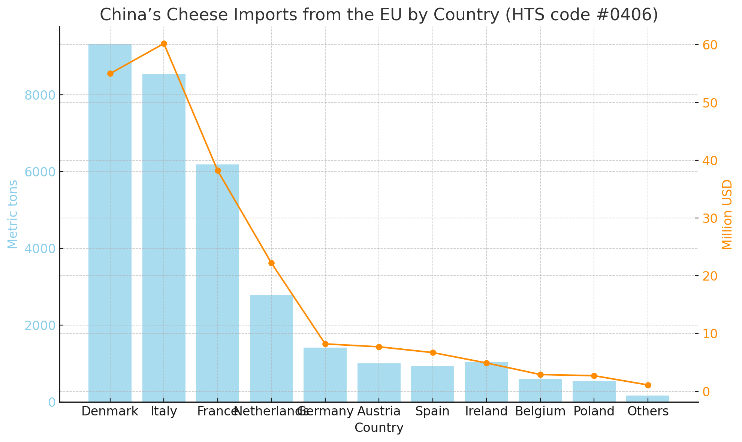 China’s Cheese Imports from the EU by Country (HTS code #0406)
Metric tons
8000
6000
4000
2000
0
60
50
40
30
20
10
0
Million USD
Denmark Italy France Netherlands Germany Austria Spain Ireland Belgium Poland Others
Country